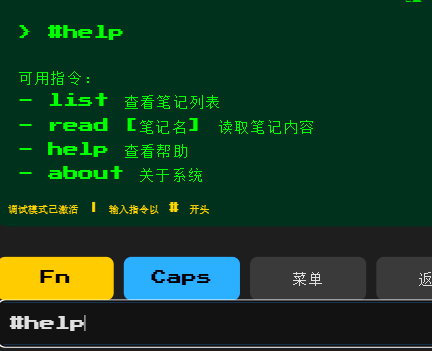 > #help
可用指令：
- list 查看笔记列表
- read [笔记名] 读取笔记内容
- help 查看帮助
- about 关于系统
调试模式已激活 | 输入指令以 # 开头
Fn Caps 菜单 返
#help